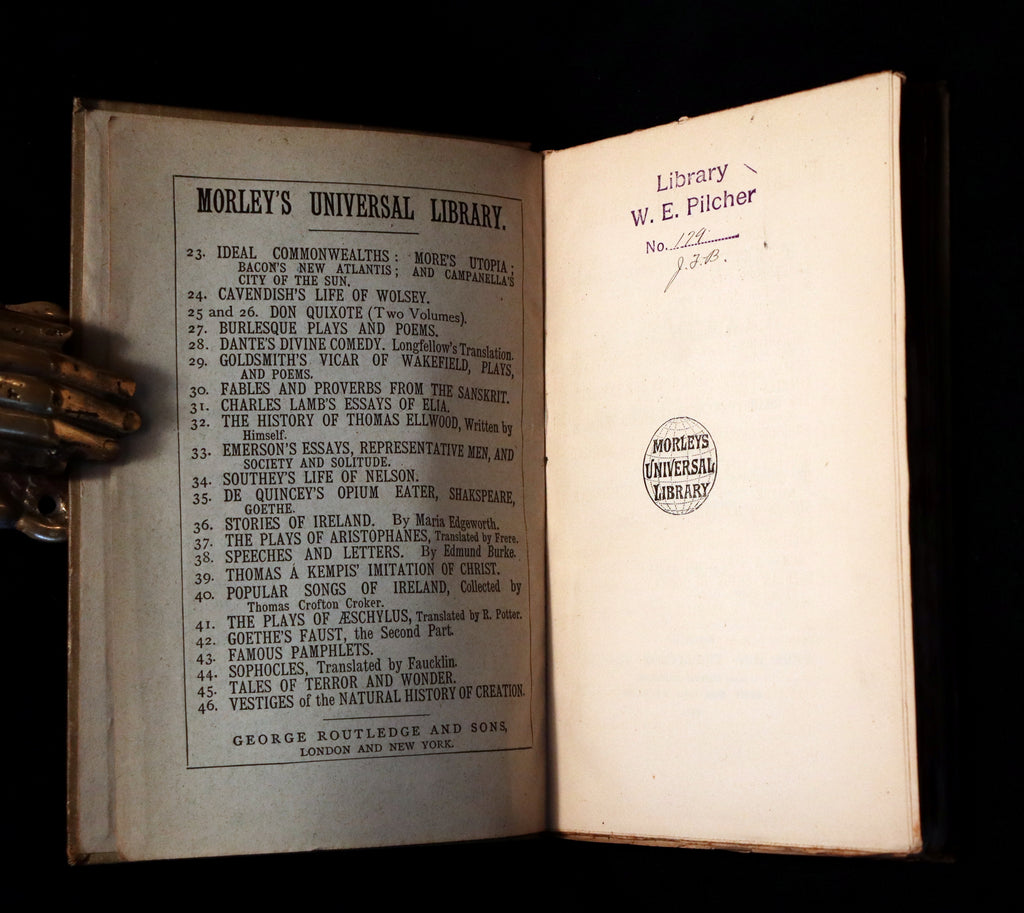 MORLEY'S UNIVERSAL LIBRARY.
23. IDEAL COMMONWEALTHS: MORE'S UTOPIA;
BACON'S NEW ATLANTIS; AND CAMPANELLA'S
CITY OF THE SUN.
24. CAVENDISH'S LIFE OF WOLSEY.
25 and 26. DON QUIXOTE (Two Volumes).
27. BURLESQUE PLAYS AND POEMS.
28. DANTE'S DIVINE COMEDY. Longfellow's Translation.
29. GOLDSMITH'S VICAR OF WAKEFIELD, PLAYS,
AND POEMS.
30. FABLES AND PROVERBS FROM THE SANSKRIT.
31. CHARLES LAMB'S ESSAYS OF ELIA.
32. THE HISTORY OF THOMAS ELLWOOD, Written by
Himself.
33. EMERSON'S ESSAYS, REPRESENTATIVE MEN, AND
SOCIETY AND SOLITUDE.
34. SOUTHEY'S LIFE OF NELSON.
35. DE QUINCEY'S OPIUM EATER, SHAKSPEARE,
GOETHE.
36. STORIES OF IRELAND. By Maria Edgeworth.
37. THE PLAYS OF ARISTOPHANES, Translated by Frere.
38. SPEECHES AND LETTERS. By Edmund Burke.
39. THOMAS À KEMPIS' IMITATION OF CHRIST.
40. POPULAR SONGS OF IRELAND, Collected by
Thomas Crofton Croker.
41. THE PLAYS OF ÆSCHYLUS, Translated by R. Potter.
42. GOETHE'S FAUST, the Second Part.
43. FAMOUS PAMPHLETS.
44. SOPHOCLES, Translated by Faucklin.
45. TALES OF TERROR AND WONDER.
46. VESTIGES of the NATURAL HISTORY OF CREATION.
GEORGE ROUTLEDGE AND SONS,
LONDON AND NEW YORK.
Library
W. E. Pilcher
No. 179
J. F. B.
MORLEYS
UNIVERSAL
LIBRARY